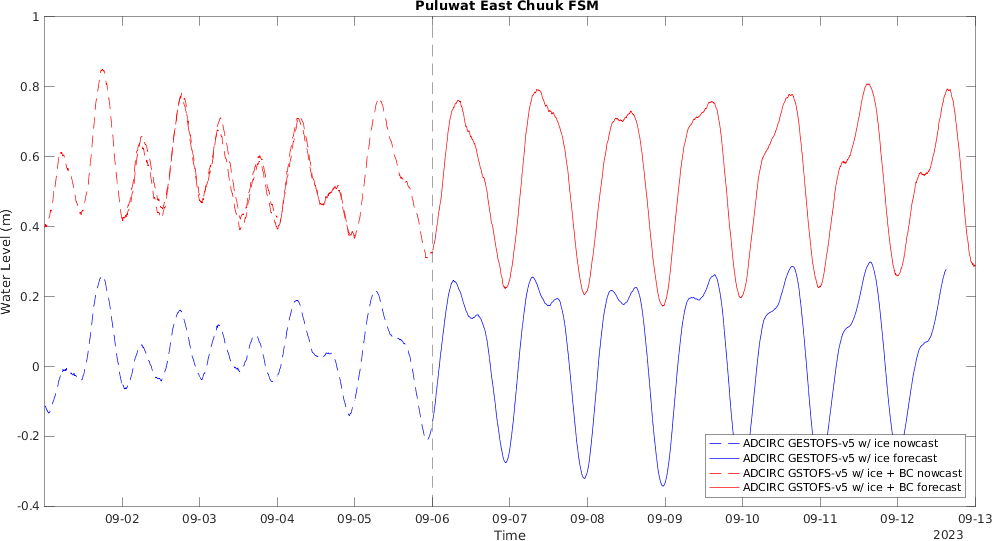 Puluwat East Chuuk FSM
Water Level (m)
1
0.8
0.6
0.4
0.2
0
-0.2
-0.4
ADCIRC GESTOFS-v5 w/ ice nowcast
ADCIRC GESTOFS-v5 w/ ice forecast
ADCIRC GSTOFS-v5 w/ ice + BC nowcast
ADCIRC GSTOFS-v5 w/ ice + BC forecast
09-02 09-03 09-04 09-05 09-06 09-07 09-08 09-09 09-10 09-11 09-12 09-13
Time
2023